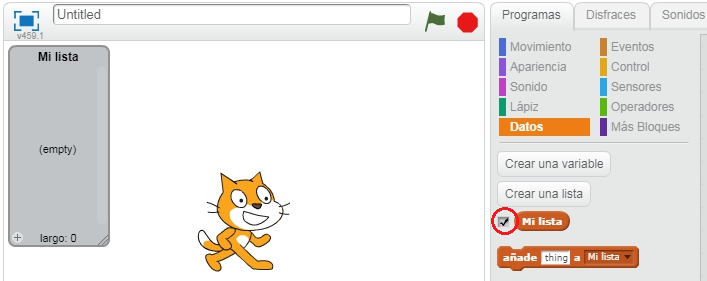 Untitled
v459.1
Mi lista
(empty)
largo: 0
Programas
Disfraces
Sonidos
Movimiento
Eventos
Apariencia
Control
Sonido
Sensores
Lápiz
Operadores
Datos
Más Bloques
Crear una variable
Crear una lista
Mi lista
añade thing a Mi lista